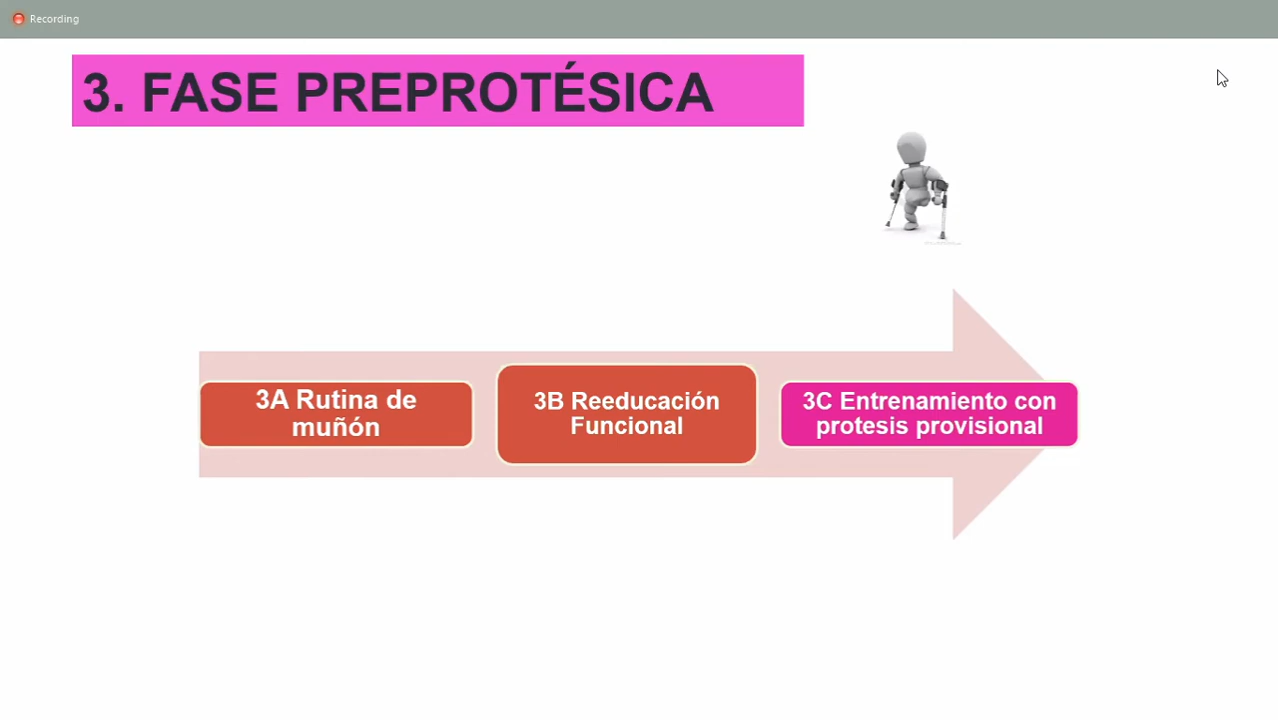 Recording
3. FASE PREPROTÉSICA
3A Rutina de
muñón
3B Reeducación
Funcional
3C Entrenamiento con
protesis provisional